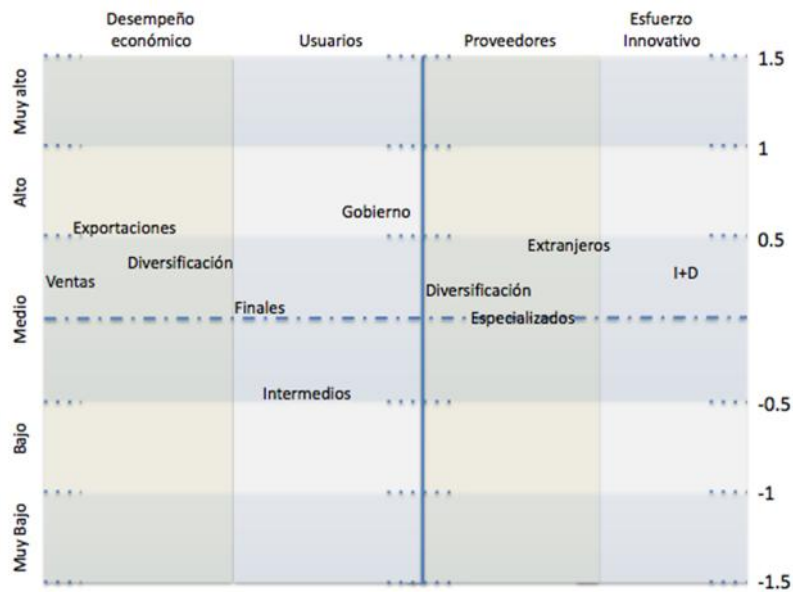 Desempeño
económico
Usuarios
Proveedores
Esfuerzo
Innovativo
Muy alto
1.5
1
Alto
Gobierno
Exportaciones
0.5
Extranjeros
Diversificación
I+D
Ventas
Diversificación
Medio
Finales
Especializados
Intermedios
-0.5
Bajo
-1
Muy Bajo
-1.5